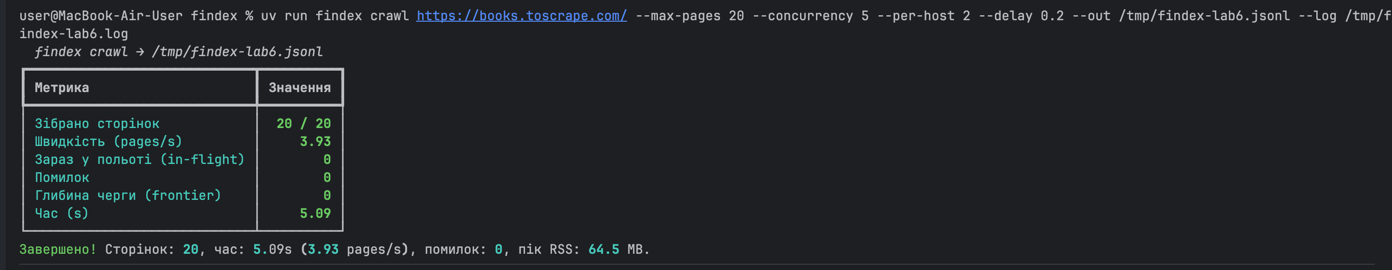 user@MacBook-Air-User findex % uv run findex crawl https://books.toscrape.com/ --max-pages 20 --concurrency 5 --per-host 2 --delay 0.2 --out /tmp/findex-lab6.jsonl --log /tmp/f
index-lab6.log
findex crawl → /tmp/findex-lab6.jsonl
Метрика Значення
Зібрано сторінок 20 / 20
Швидкість (pages/s) 3.93
Зараз у польоті (in-flight) 0
Помилок 0
Глибина черги (frontier) 0
Час (s) 5.09
Завершено! Сторінок: 20, час: 5.09s (3.93 pages/s), помилок: 0, пік RSS: 64.5 MB.